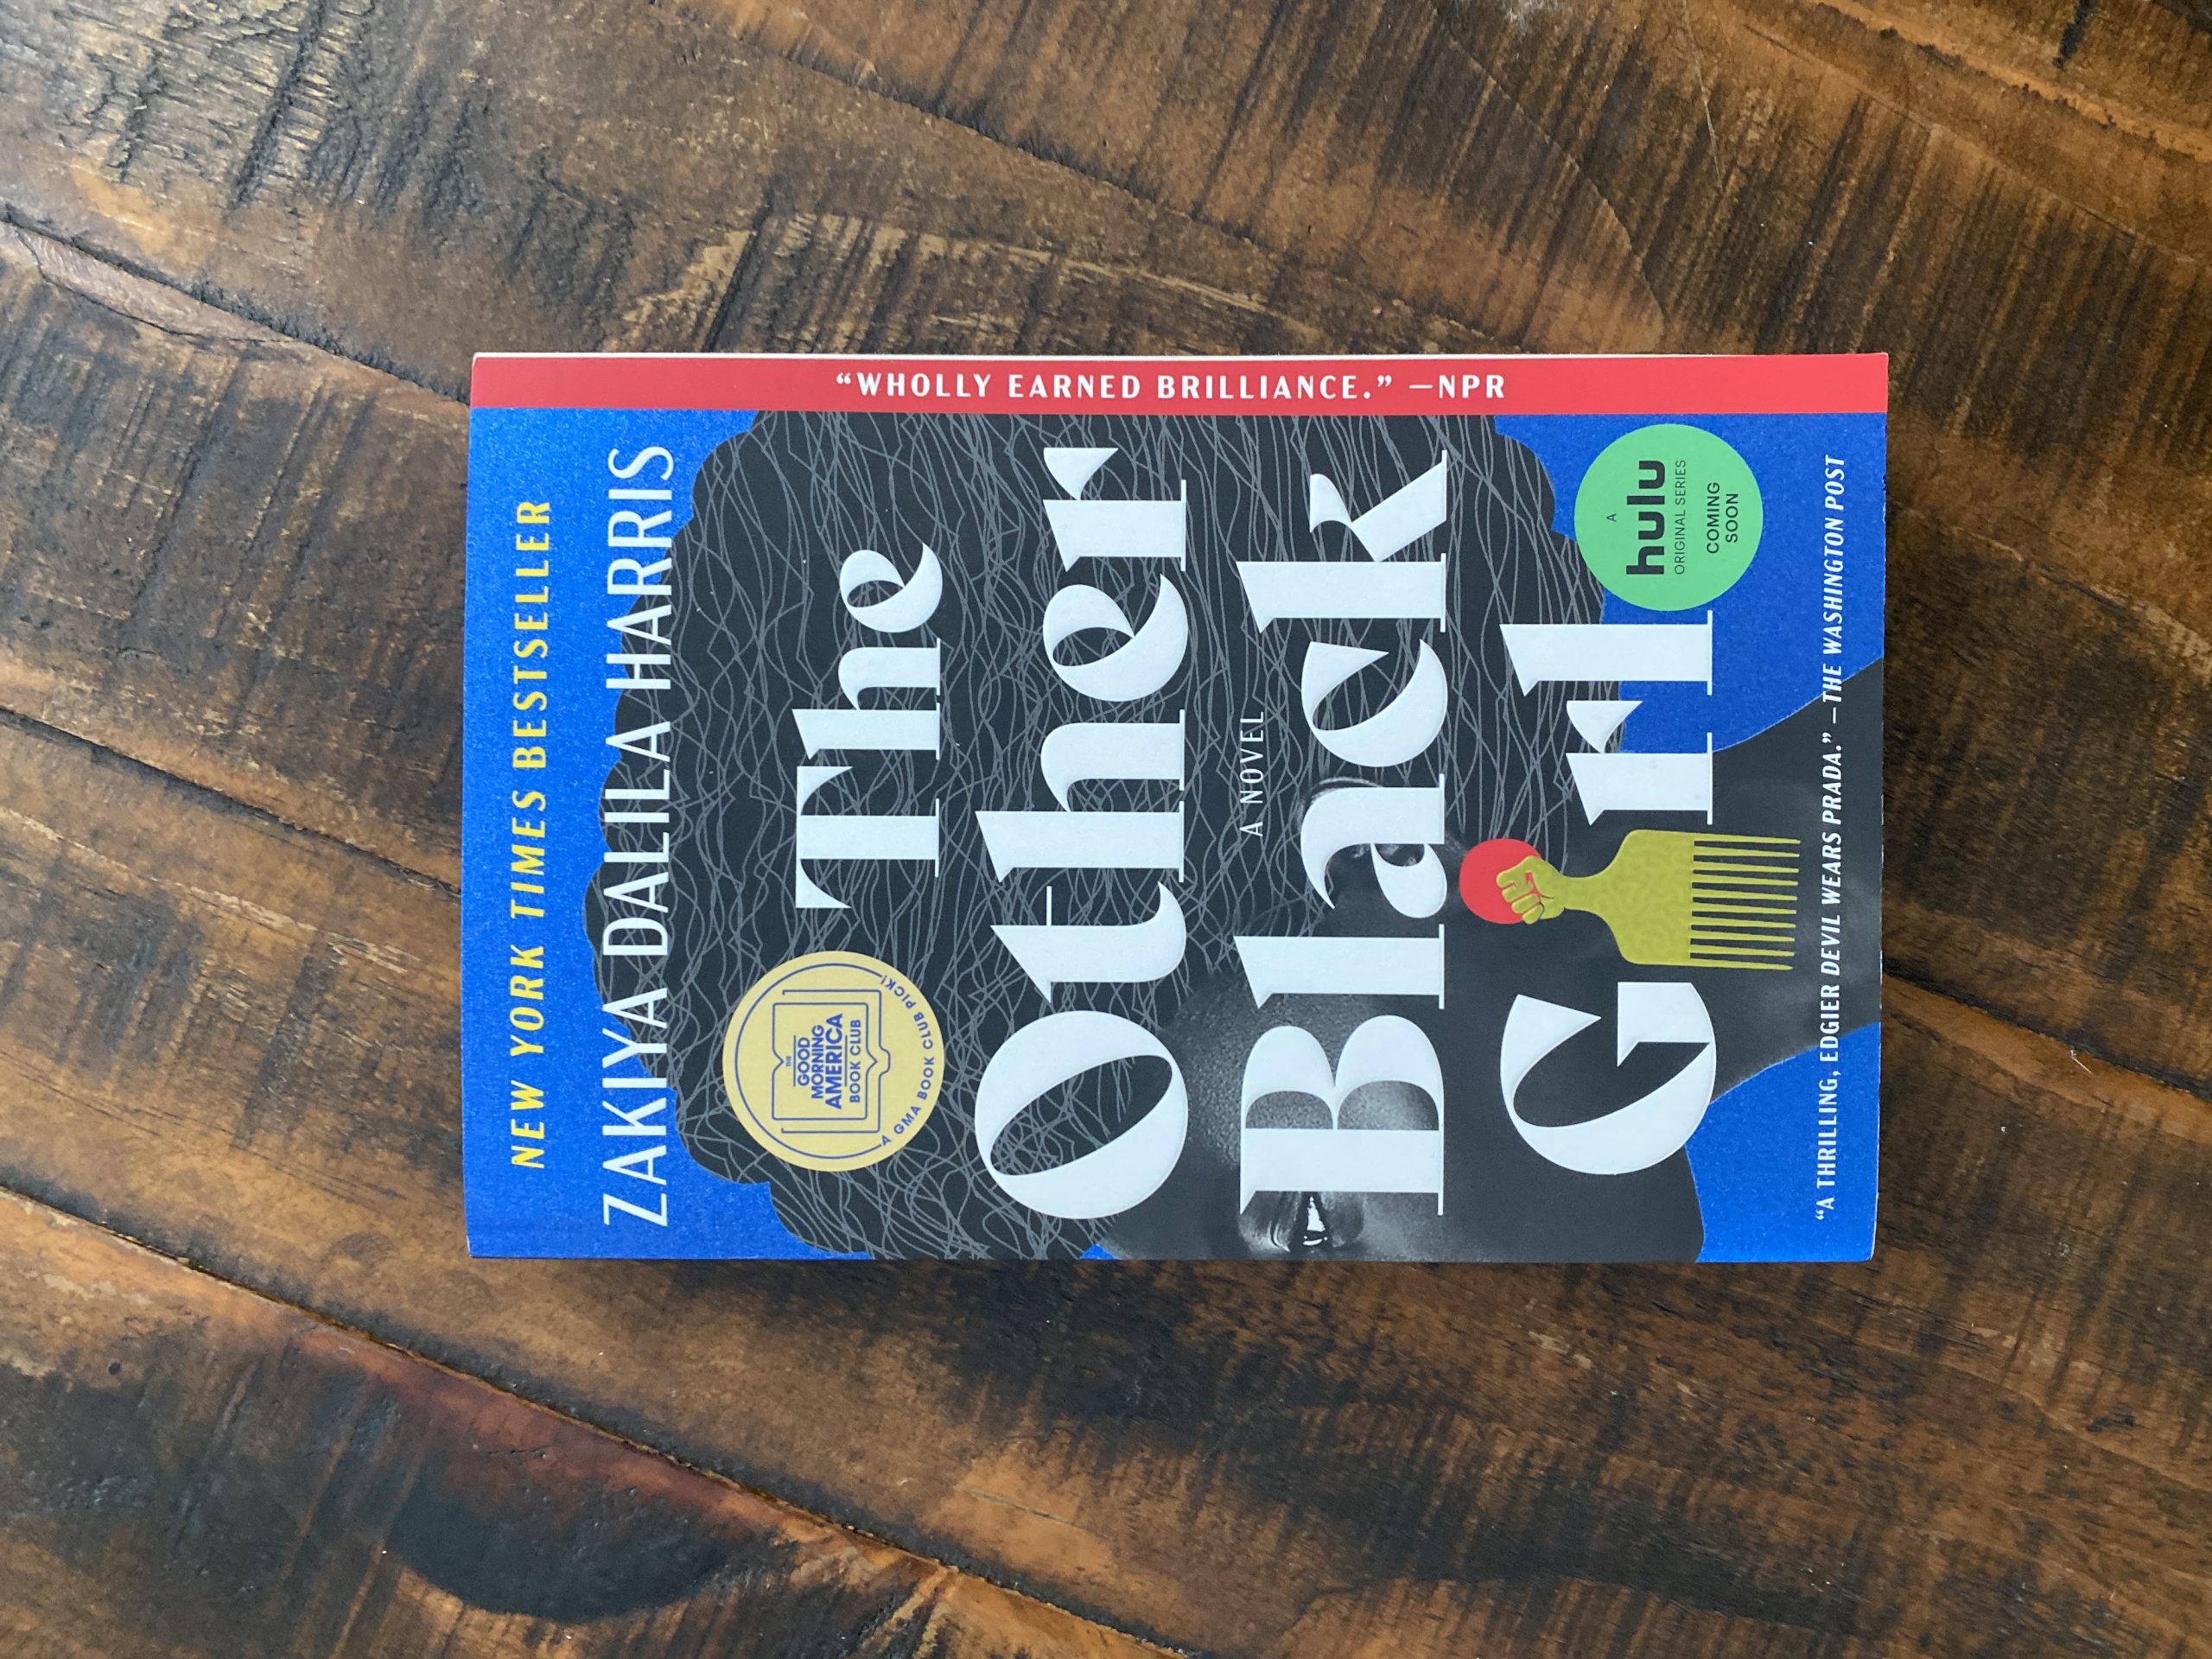 NEW YORK TIMES BESTSELLER
ZAKIYA DALILA HARRIS
The
Other
A NOVEL
Black
Girl
THE
GOOD
MORNING
AMERICA
BOOK CLUB
A GMA BOOK CLUB PICK!
A
hulu
ORIGINAL SERIES
COMING
SOON
“A THRILLING, EDGIER DEVIL WEARS PRADA.” —THE WASHINGTON POST
“WHOLLY EARNED BRILLIANCE.” —NPR